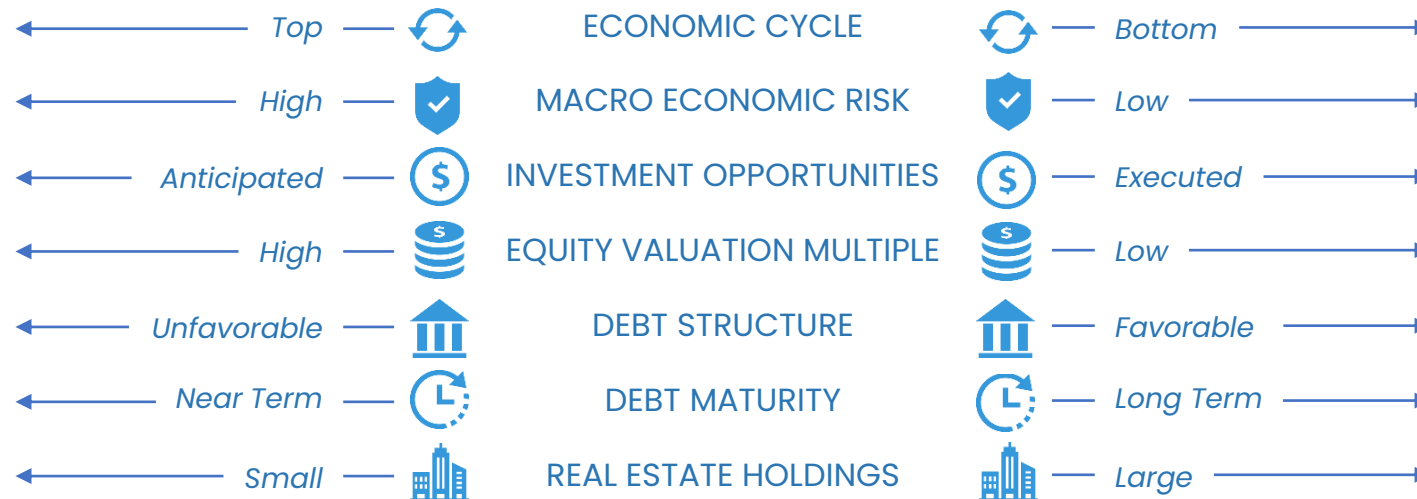 Top ECONOMIC CYCLE Bottom
High MACRO ECONOMIC RISK Low
Anticipated $ INVESTMENT OPPORTUNITIES $ Executed
High $ EQUITY VALUATION MULTIPLE $ Low
Unfavorable DEBT STRUCTURE Favorable
Near Term DEBT MATURITY Long Term
Small REAL ESTATE HOLDINGS Large